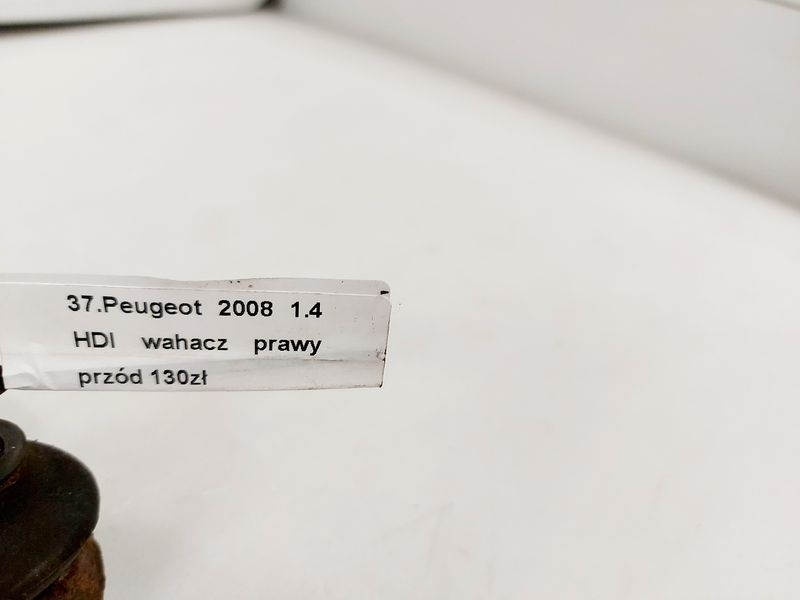 37.Peugeot 2008 1.4
HDI wahacz prawy
przód 130zł